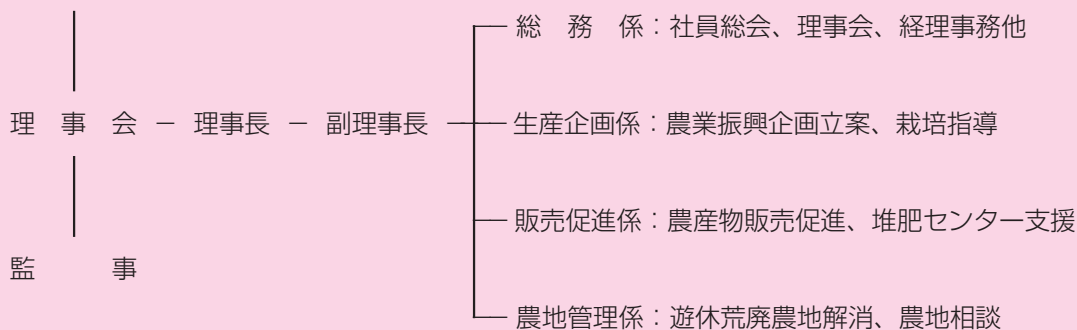 総　務　係：社員総会、理事会、経理事務他
理　事　会 － 理事長 － 副理事長
生産企画係：農業振興企画立案、栽培指導
販売促進係：農産物販売促進、堆肥センター支援
監　　　事
農地管理係：遊休荒廃農地解消、農地相談